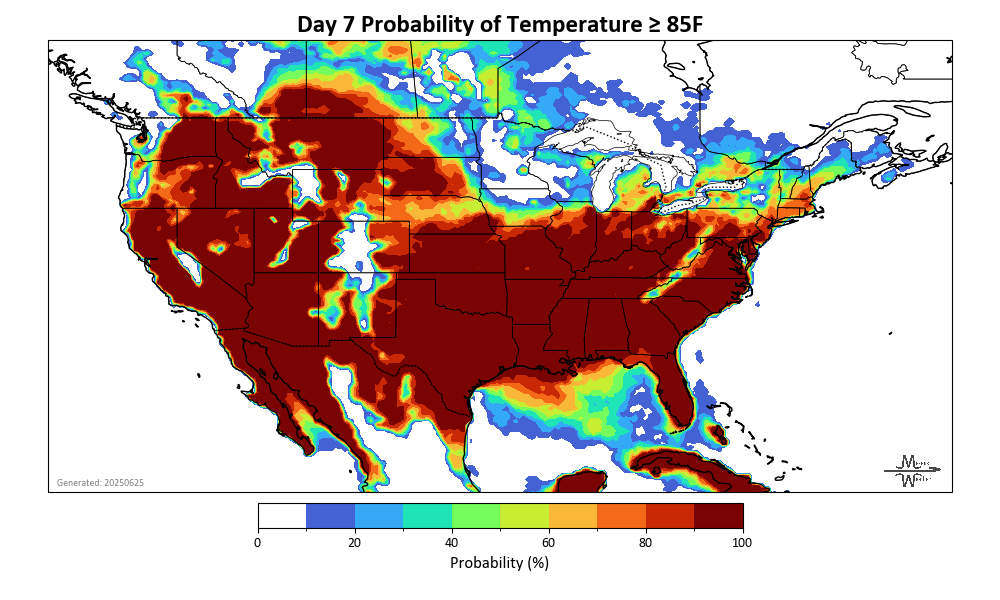 Day 7 Probability of Temperature ≥ 85F
Generated: 20250625
0 20 40 60 80 100
Probability (%)